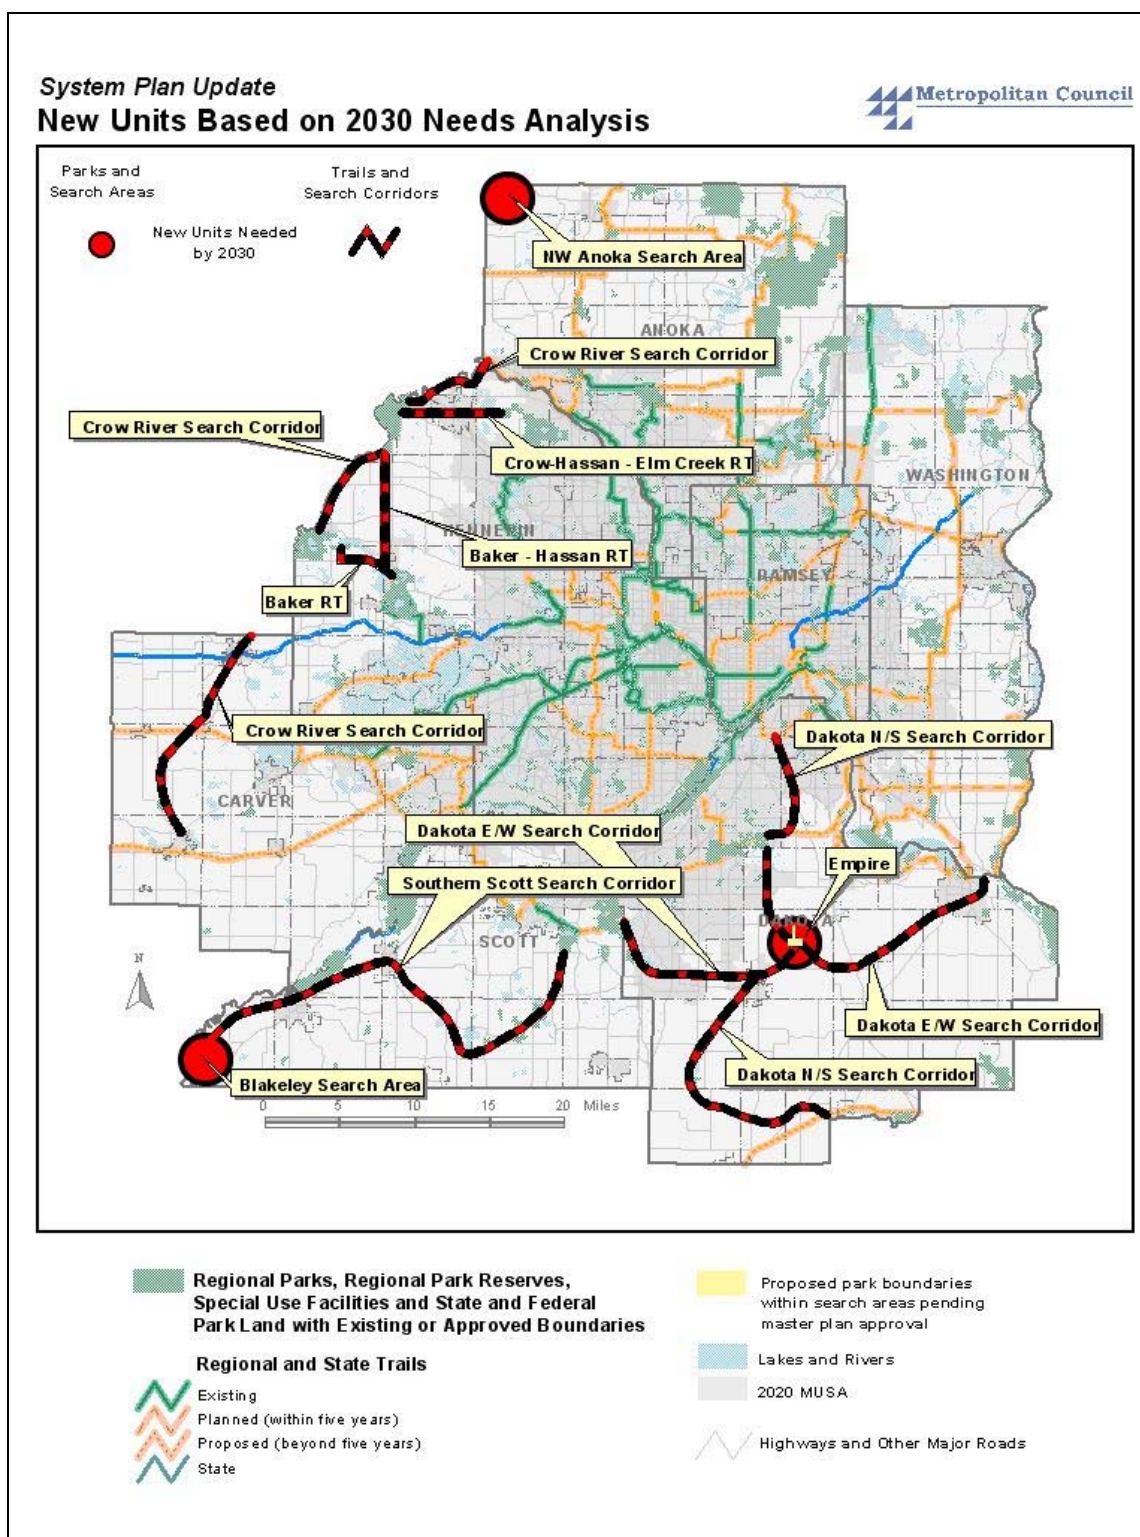 System Plan Update
New Units Based on 2030 Needs Analysis
Metropolitan Council
Parks and
Search Areas
Trails and
Search Corridors
New Units Needed
by 2030
NW Anoka Search Area
ANOKA
Crow River Search Corridor
Crow River Search Corridor
Crow-Hassan - Elm Creek RT
WASHINGTON
HENNEPIN
Baker - Hassan RT
RAMSEY
Baker RT
Crow River Search Corridor
Dakota N/S Search Corridor
CARVER
Dakota E/W Search Corridor
Empire
Southern Scott Search Corridor
DAKOTA
SCOTT
N
Dakota E/W Search Corridor
Dakota N/S Search Corridor
Blakeley Search Area
0 5 10 15 20 Miles
Regional Parks, Regional Park Reserves,
Special Use Facilities and State and Federal
Park Land with Existing or Approved Boundaries
Regional and State Trails
Existing
Planned (within five years)
Proposed (beyond five years)
State
Proposed park boundaries
within search areas pending
master plan approval
Lakes and Rivers
2020 MUSA
Highways and Other Major Roads